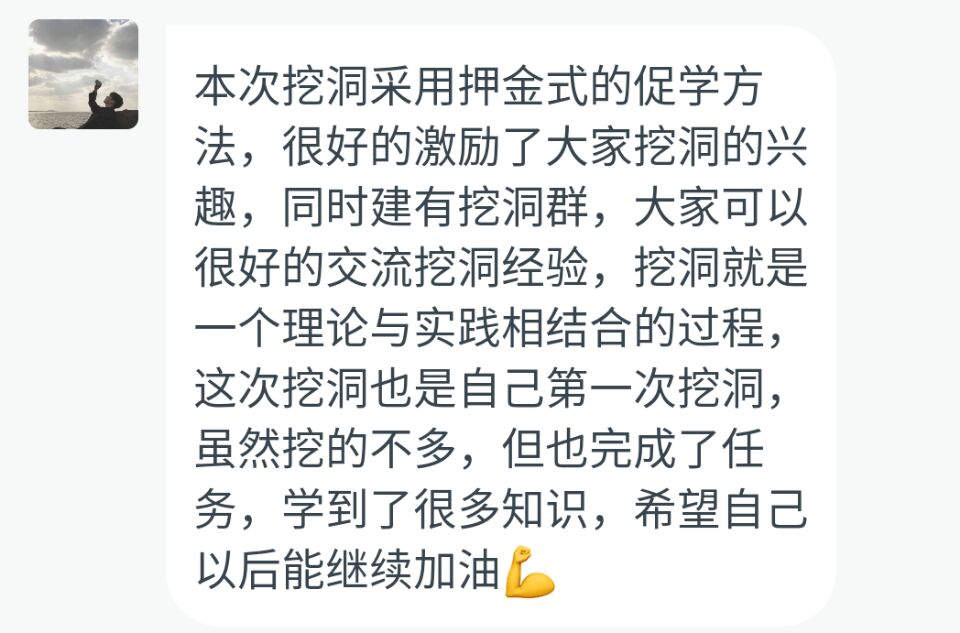 本次挖洞采用押金式的促学方
法，很好的激励了大家挖洞的兴
趣，同时建有挖洞群，大家可以
很好的交流挖洞经验，挖洞就是
一个理论与实践相结合的过程，
这次挖洞也是自己第一次挖洞，
虽然挖的不多，但也完成了任
务，学到了很多知识，希望自己
以后能继续加油💪